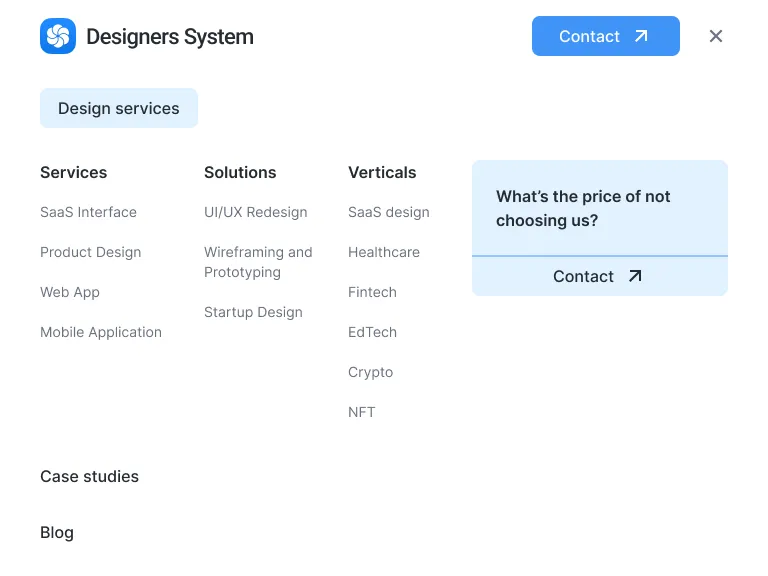 Designers System
Contact
Design services
Services
SaaS Interface
Product Design
Web App
Mobile Application
Solutions
UI/UX Redesign
Wireframing and
Prototyping
Startup Design
Verticals
SaaS design
Healthcare
Fintech
EdTech
Crypto
NFT
What’s the price of not
choosing us?
Contact
Case studies
Blog